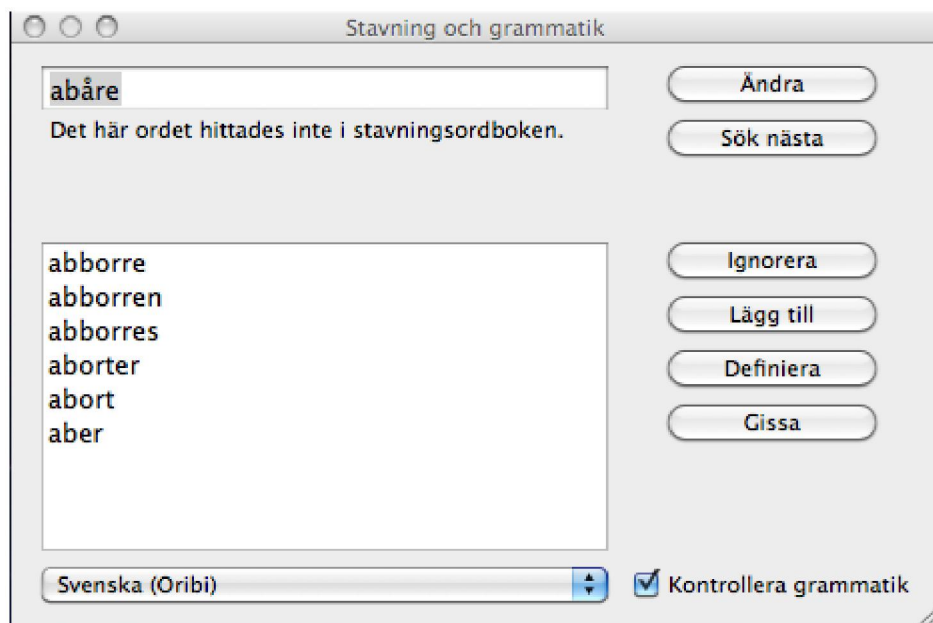 Stavning och grammatik
abåre
Ändra
Det här ordet hittades inte i stavningsordboken.
Sök nästa
abborre
abborren
abborres
aborter
abort
aber
Ignorera
Lägg till
Definiera
Gissa
Svenska (Oribi)
Kontrollera grammatik